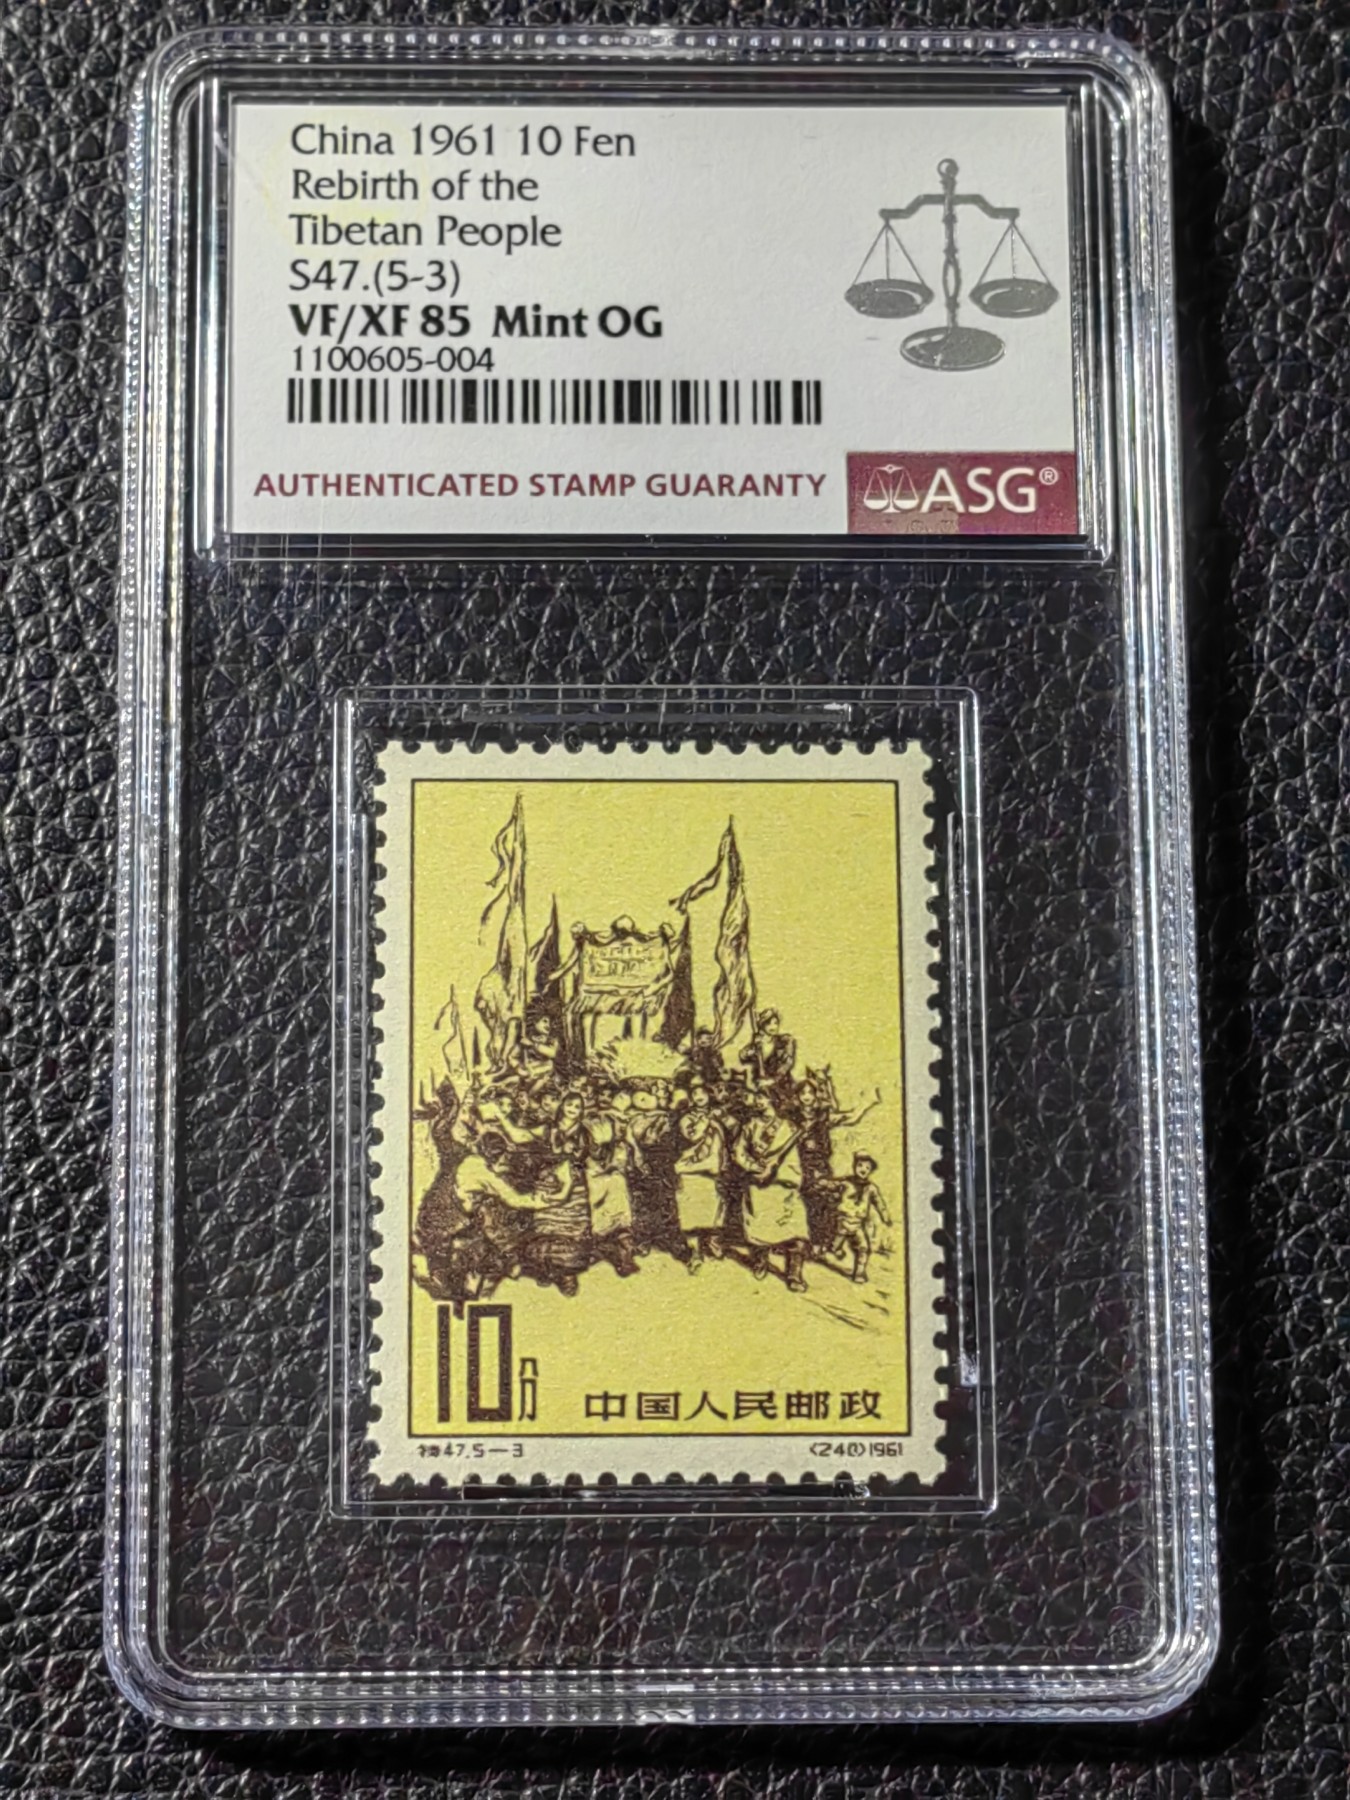 China 1961 10 Fen
Rebirth of the
Tibetan People
S47.(5-3)
VF/XF 85 Mint OG
1100605-004
AUTHENTICATED STAMP GUARANTY
ASG®
10分
中国人民邮政
特47.5—3
(240)1961